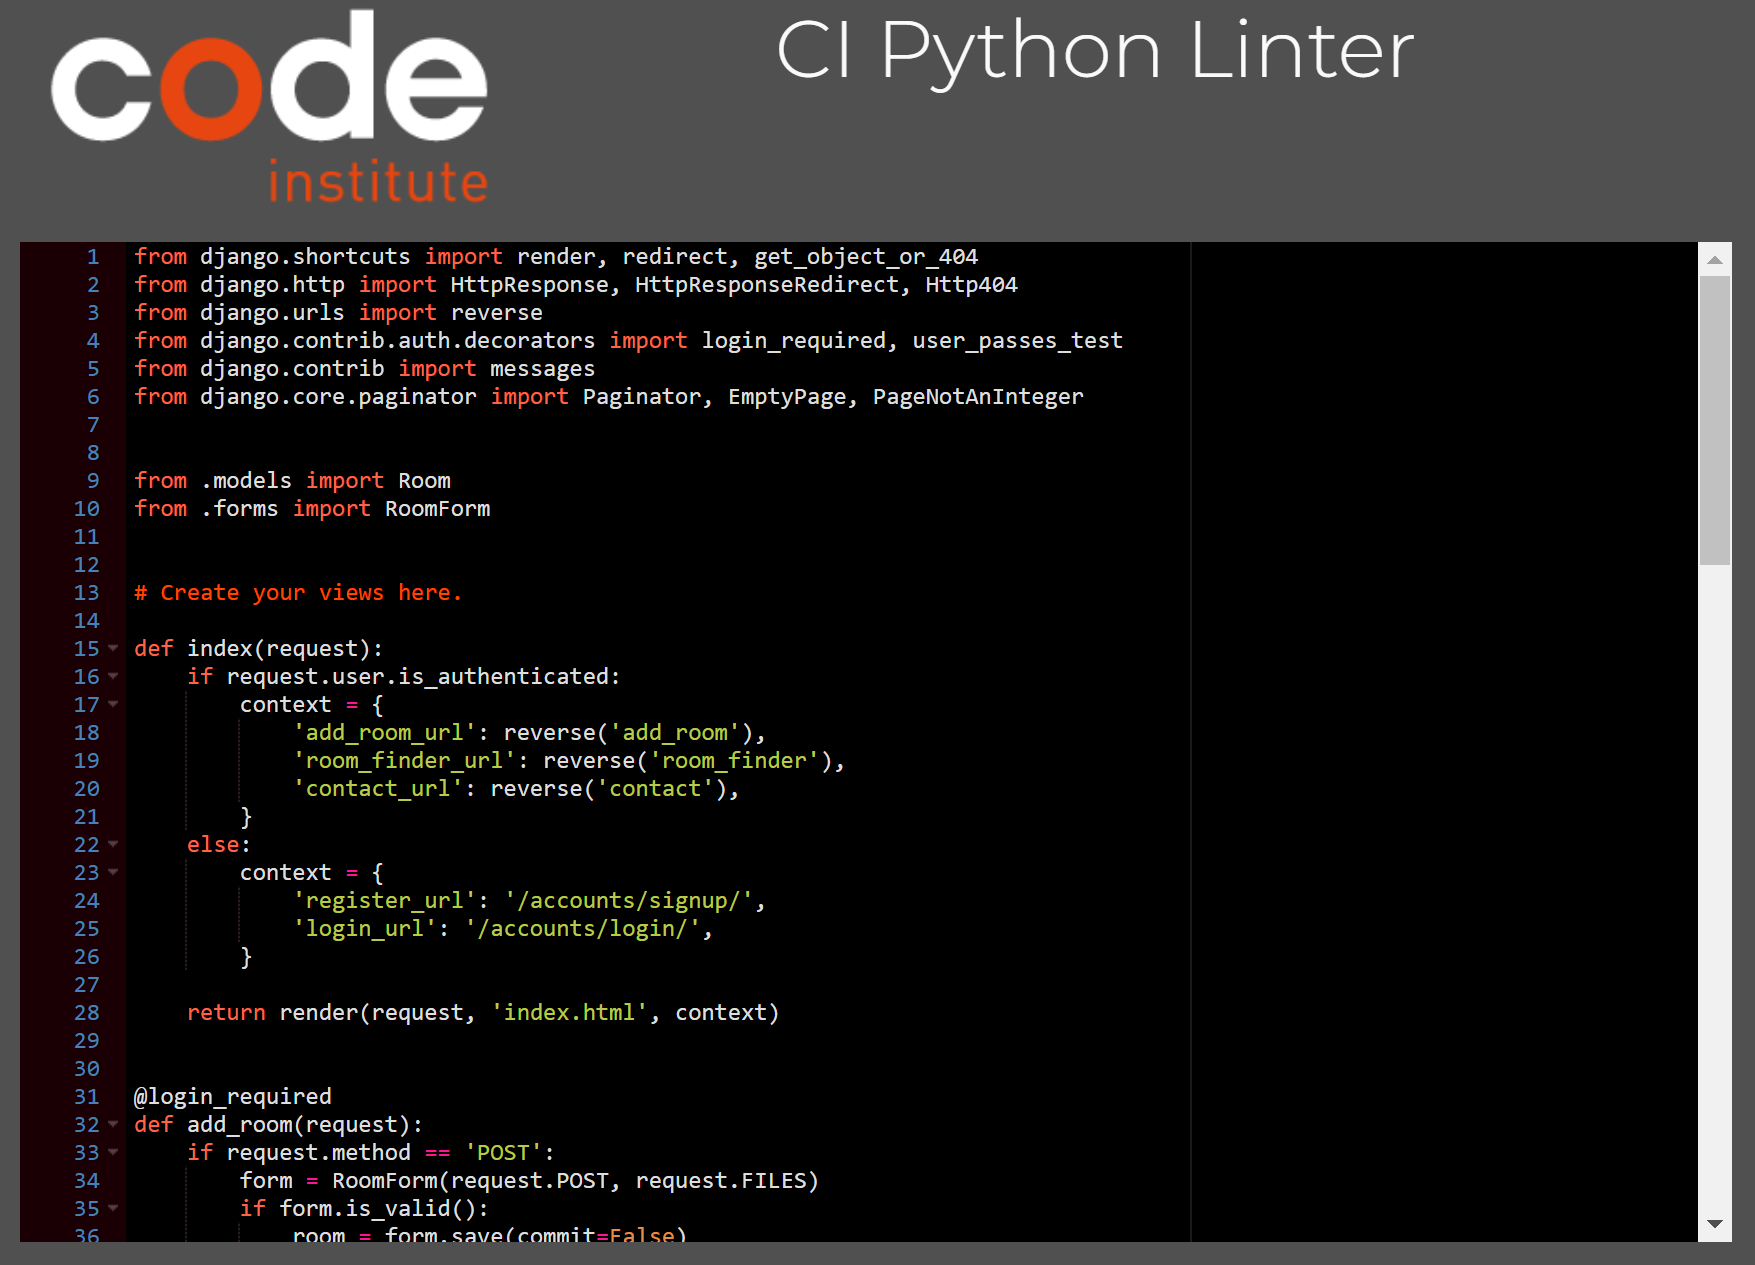 code
institute
CI Python Linter
1 from django.shortcuts import render, redirect, get_object_or_404
2 from django.http import HttpResponse, HttpResponseRedirect, Http404
3 from django.urls import reverse
4 from django.contrib.auth.decorators import login_required, user_passes_test
5 from django.contrib import messages
6 from django.core.paginator import Paginator, EmptyPage, PageNotAnInteger
7
8
9 from .models import Room
10 from .forms import RoomForm
11
12
13 # Create your views here.
14
15 def index(request):
16     if request.user.is_authenticated:
17         context = {
18             'add_room_url': reverse('add_room'),
19             'room_finder_url': reverse('room_finder'),
20             'contact_url': reverse('contact'),
21         }
22     else:
23         context = {
24             'register_url': '/accounts/signup/',
25             'login_url': '/accounts/login/',
26         }
27
28     return render(request, 'index.html', context)
29
30
31 @login_required
32 def add_room(request):
33     if request.method == 'POST':
34         form = RoomForm(request.POST, request.FILES)
35         if form.is_valid():
36             room = form.save(commit=False)